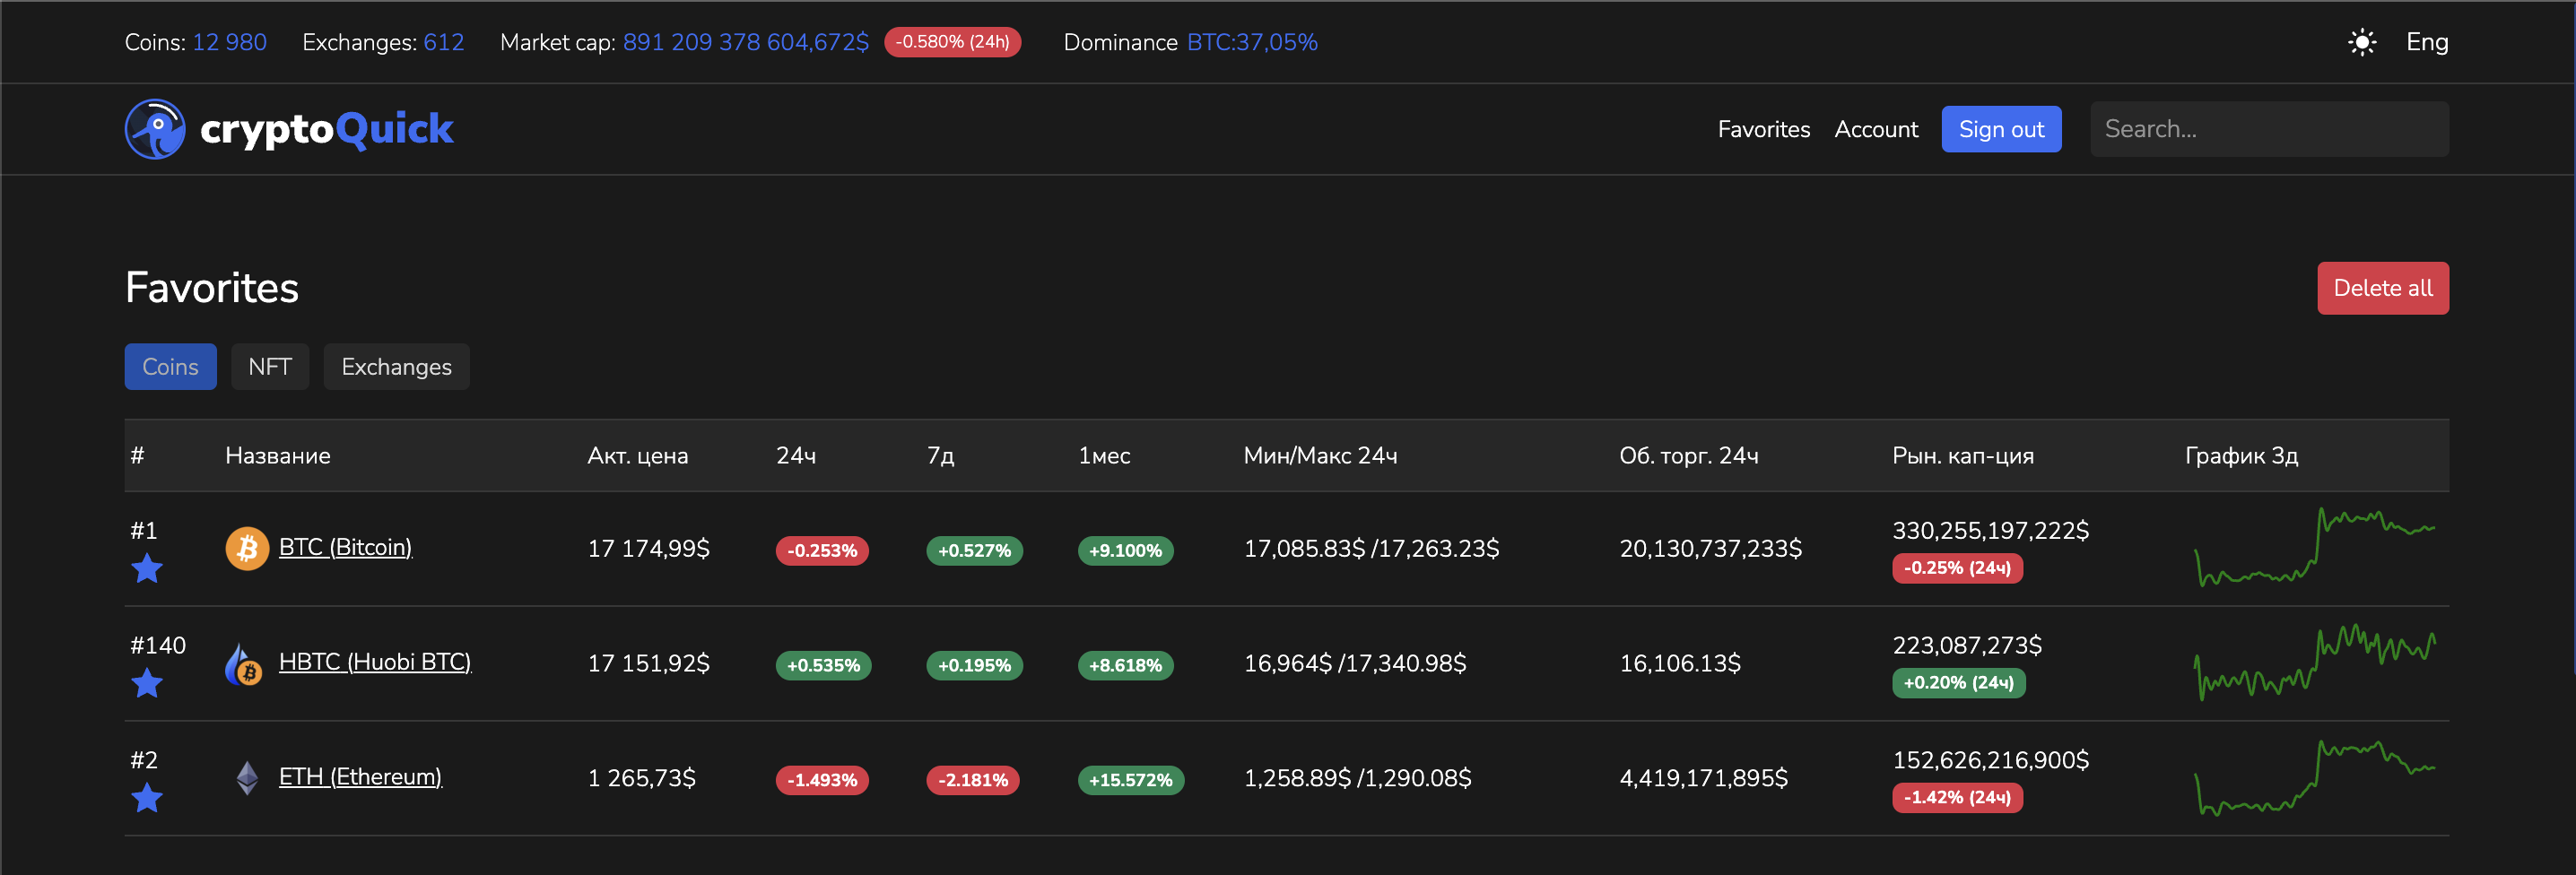 Coins: 12 980 Exchanges: 612 Market cap: 891 209 378 604,672$ -0.580% (24h) Dominance BTC:37,05% Eng
cryptoQuick Favorites Account Sign out Search...
Favorites Delete all
Coins NFT Exchanges
# Название Акт. цена 24ч 7д 1мес Мин/Макс 24ч Об. торг. 24ч Рын. кап-ция График 3д
#1 BTC (Bitcoin) 17 174,99$ -0.253% +0.527% +9.100% 17,085.83$ /17,263.23$ 20,130,737,233$ 330,255,197,222$
-0.25% (24ч)
#140 HBTC (Huobi BTC) 17 151,92$ +0.535% +0.195% +8.618% 16,964$ /17,340.98$ 16,106.13$ 223,087,273$
+0.20% (24ч)
#2 ETH (Ethereum) 1 265,73$ -1.493% -2.181% +15.572% 1,258.89$ /1,290.08$ 4,419,171,895$ 152,626,216,900$
-1.42% (24ч)